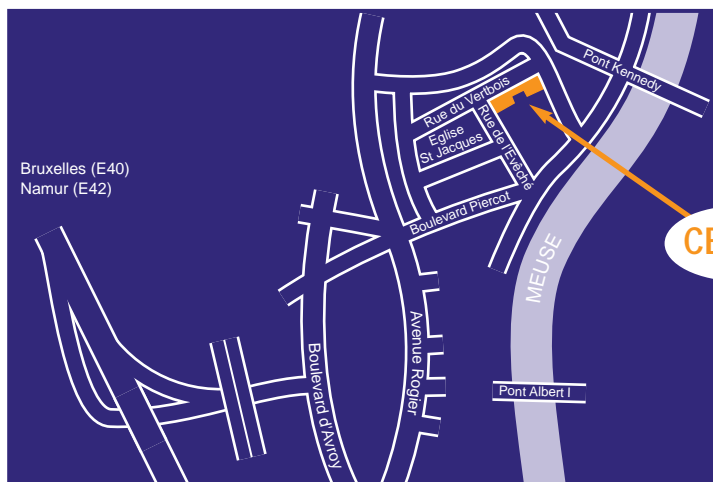 Pont Kennedy
Rue du Vertbois
Eglise
St Jacques
Rue de l'Evêché
Bruxelles (E40)
Namur (E42)
Boulevard Piercot
MEUSE
Avenue Rogier
Boulevard d'Avroy
Pont Albert I